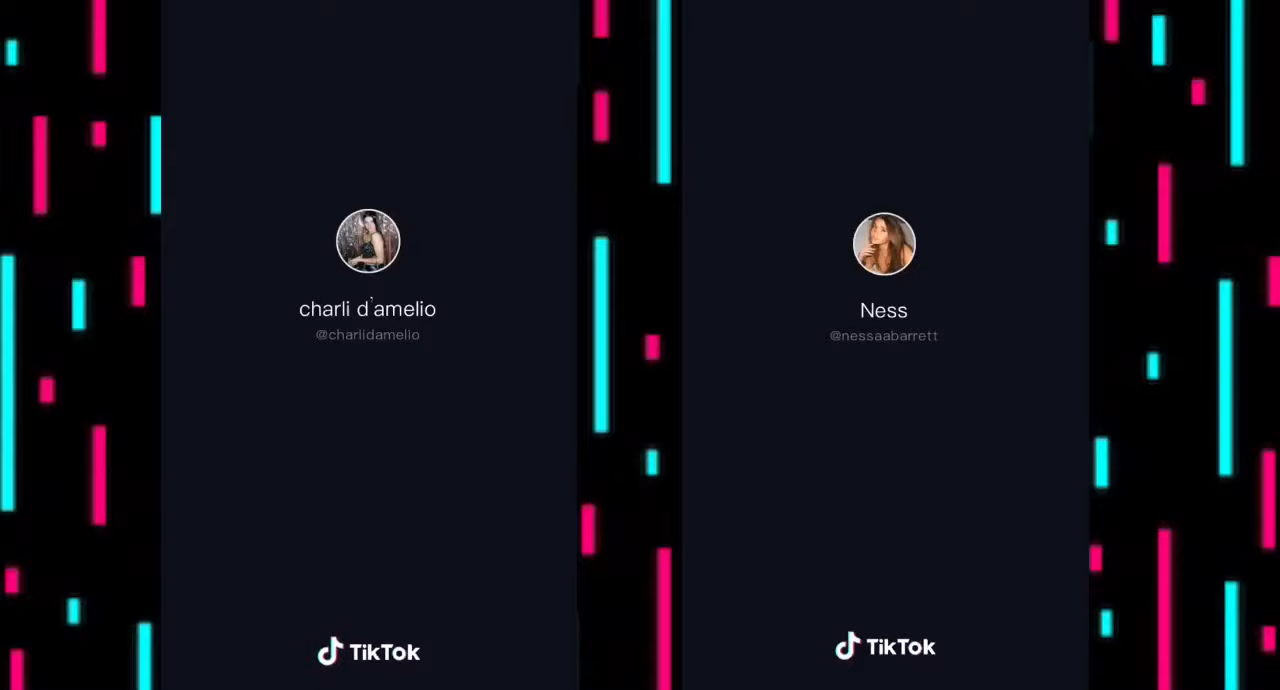 charli d'amelio
@charlidamelio
TikTok
Ness
@nessaabarrett
TikTok